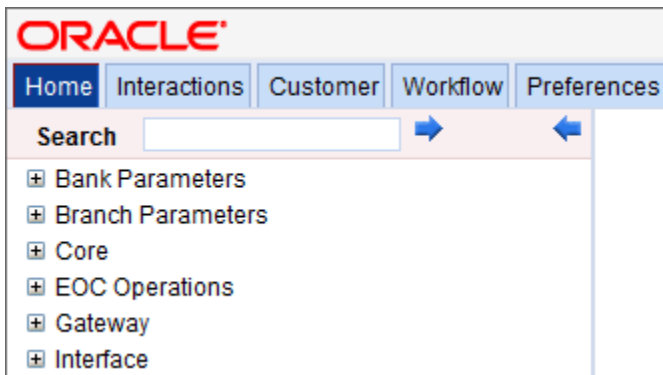 ORACLE
Home Interactions Customer Workflow Preferences
Search
Bank Parameters
Branch Parameters
Core
EOC Operations
Gateway
Interface